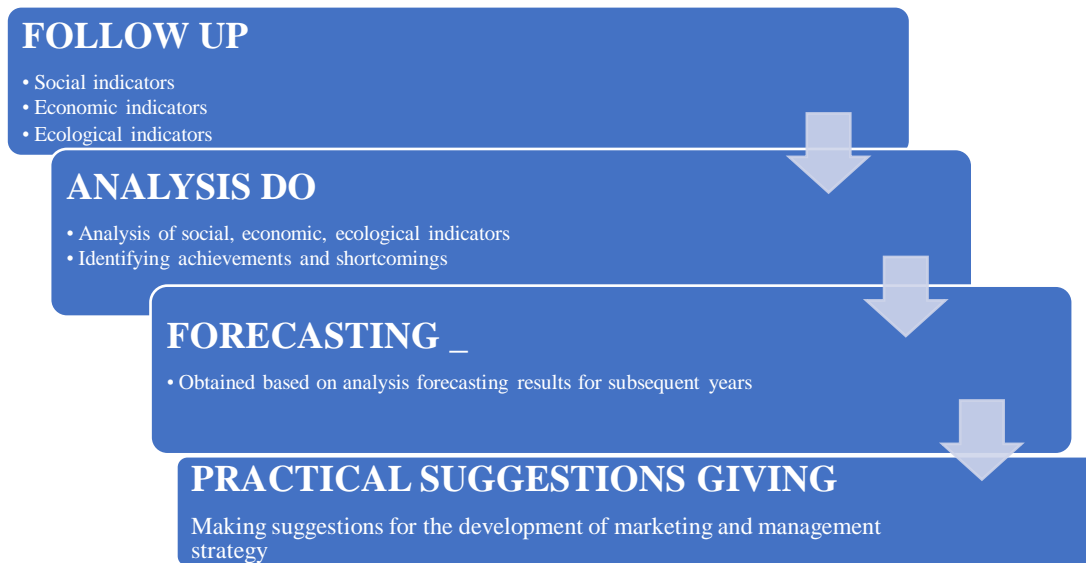 FOLLOW UP
• Social indicators
• Economic indicators
• Ecological indicators
ANALYSIS DO
• Analysis of social, economic, ecological indicators
• Identifying achievements and shortcomings
FORECASTING _
• Obtained based on analysis forecasting results for subsequent years
PRACTICAL SUGGESTIONS GIVING
Making suggestions for the development of marketing and management
strategy